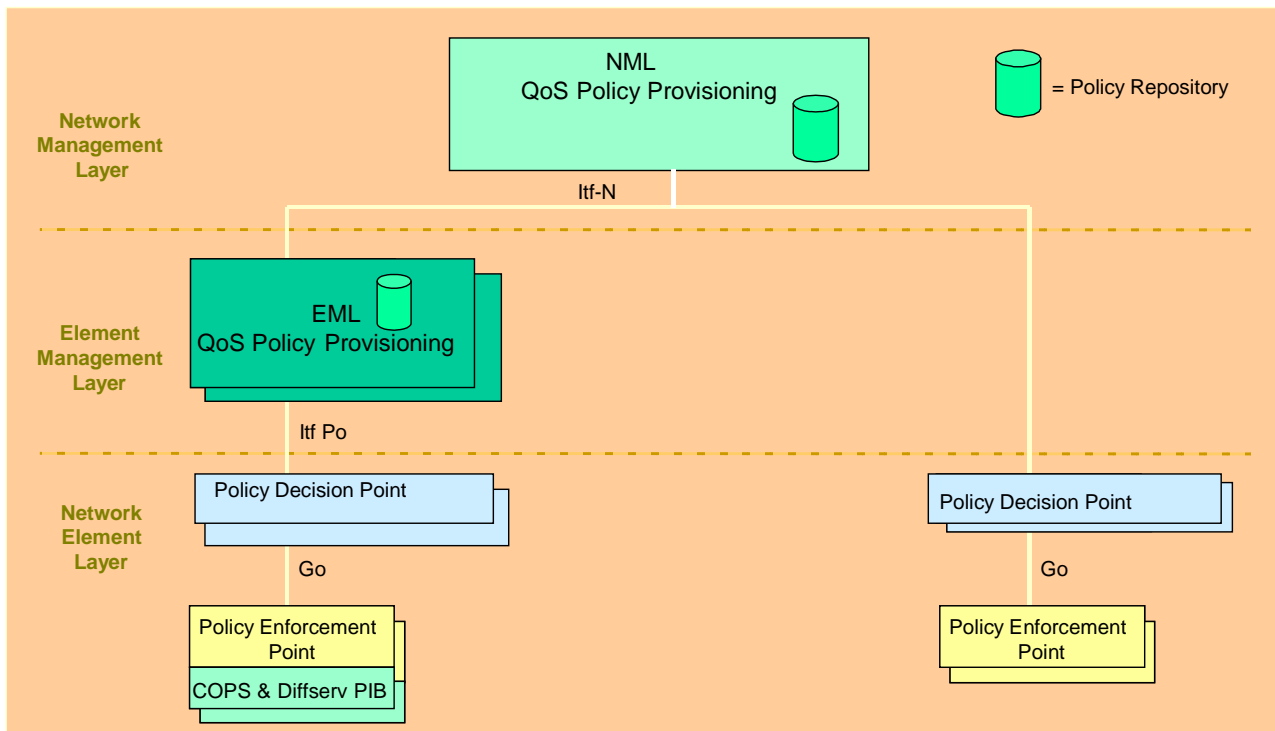 NML
QoS Policy Provisioning
= Policy Repository
Network
Management
Layer
Itf-N
Element
Management
Layer
EML
QoS Policy Provisioning
Itf Po
Network
Element
Layer
Policy Decision Point
Policy Decision Point
Go
Go
Policy Enforcement
Point
COPS & Diffserv PIB
Policy Enforcement
Point